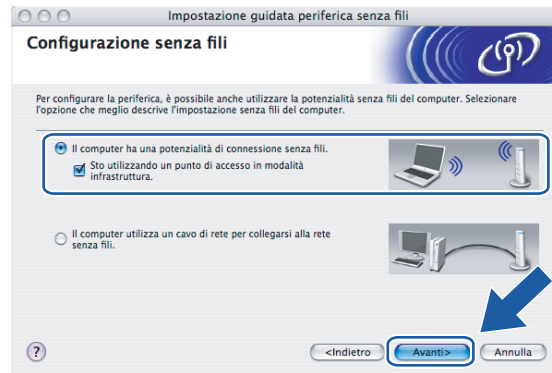 Impostazione guidata periferica senza fili
Configurazione senza fili
Per configurare la periferica, è possibile anche utilizzare la potenzialità senza fili del computer. Selezionare
l'opzione che meglio descrive l'impostazione senza fili del computer.
Il computer ha una potenzialità di connessione senza fili.
Sto utilizzando un punto di accesso in modalità
infrastruttura.
Il computer utilizza un cavo di rete per collegarsi alla rete
senza fili.
?
<Indietro
Avanti>
Annulla